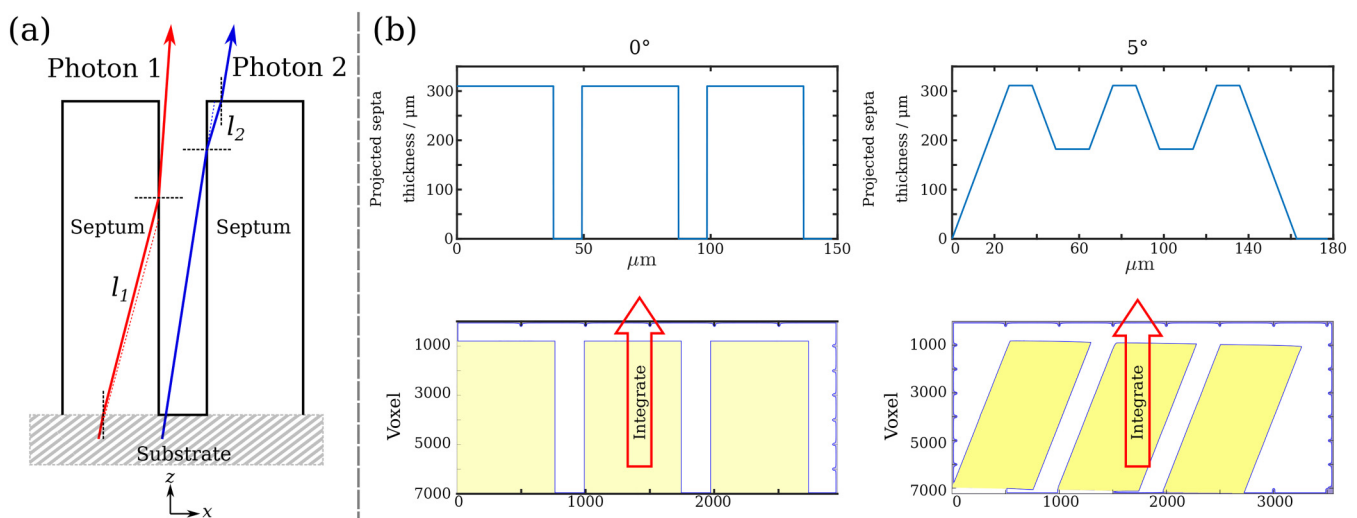 (a)
Photon 1
Photon 2
l2
Septum
Septum
l1
Substrate
z
x
(b)
0°
Projected septa
thickness / μm
300
200
100
0
0
50
100
150
μm
5°
Projected septa
thickness / μm
300
200
100
0
0
20
60
100
140
180
μm
Voxel
1000
3000
5000
7000
0
1000
2000
Integrate
Voxel
1000
3000
5000
7000
0
1000
2000
3000
Integrate